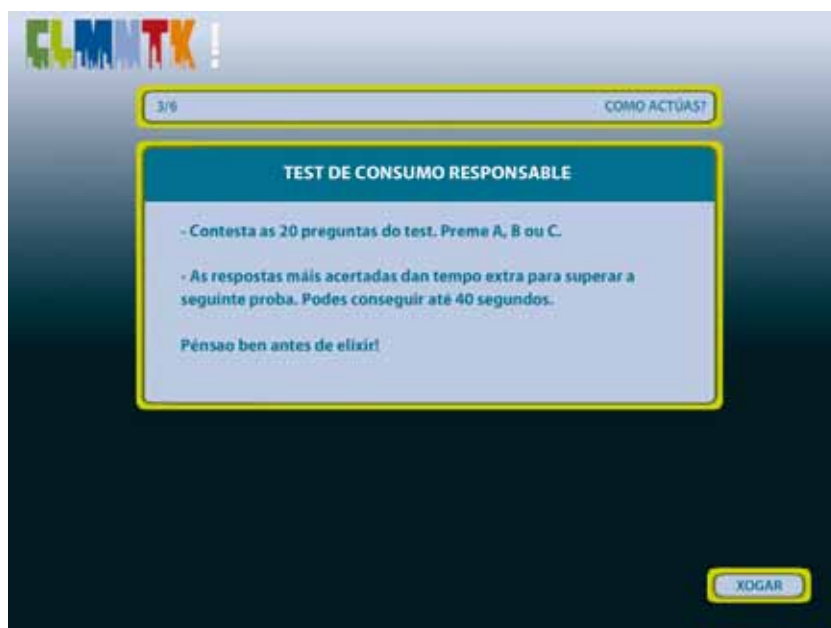 CLMNTK!
3/6 COMO ACTÚAS?
TEST DE CONSUMO RESPONSABLE
- Contesta as 20 preguntas do test. Preme A, B ou C.
- As respostas máis acertadas dan tempo extra para superar a
seguinte proba. Podes conseguir até 40 segundos.
Pénsao ben antes de elixir!
XOGAR